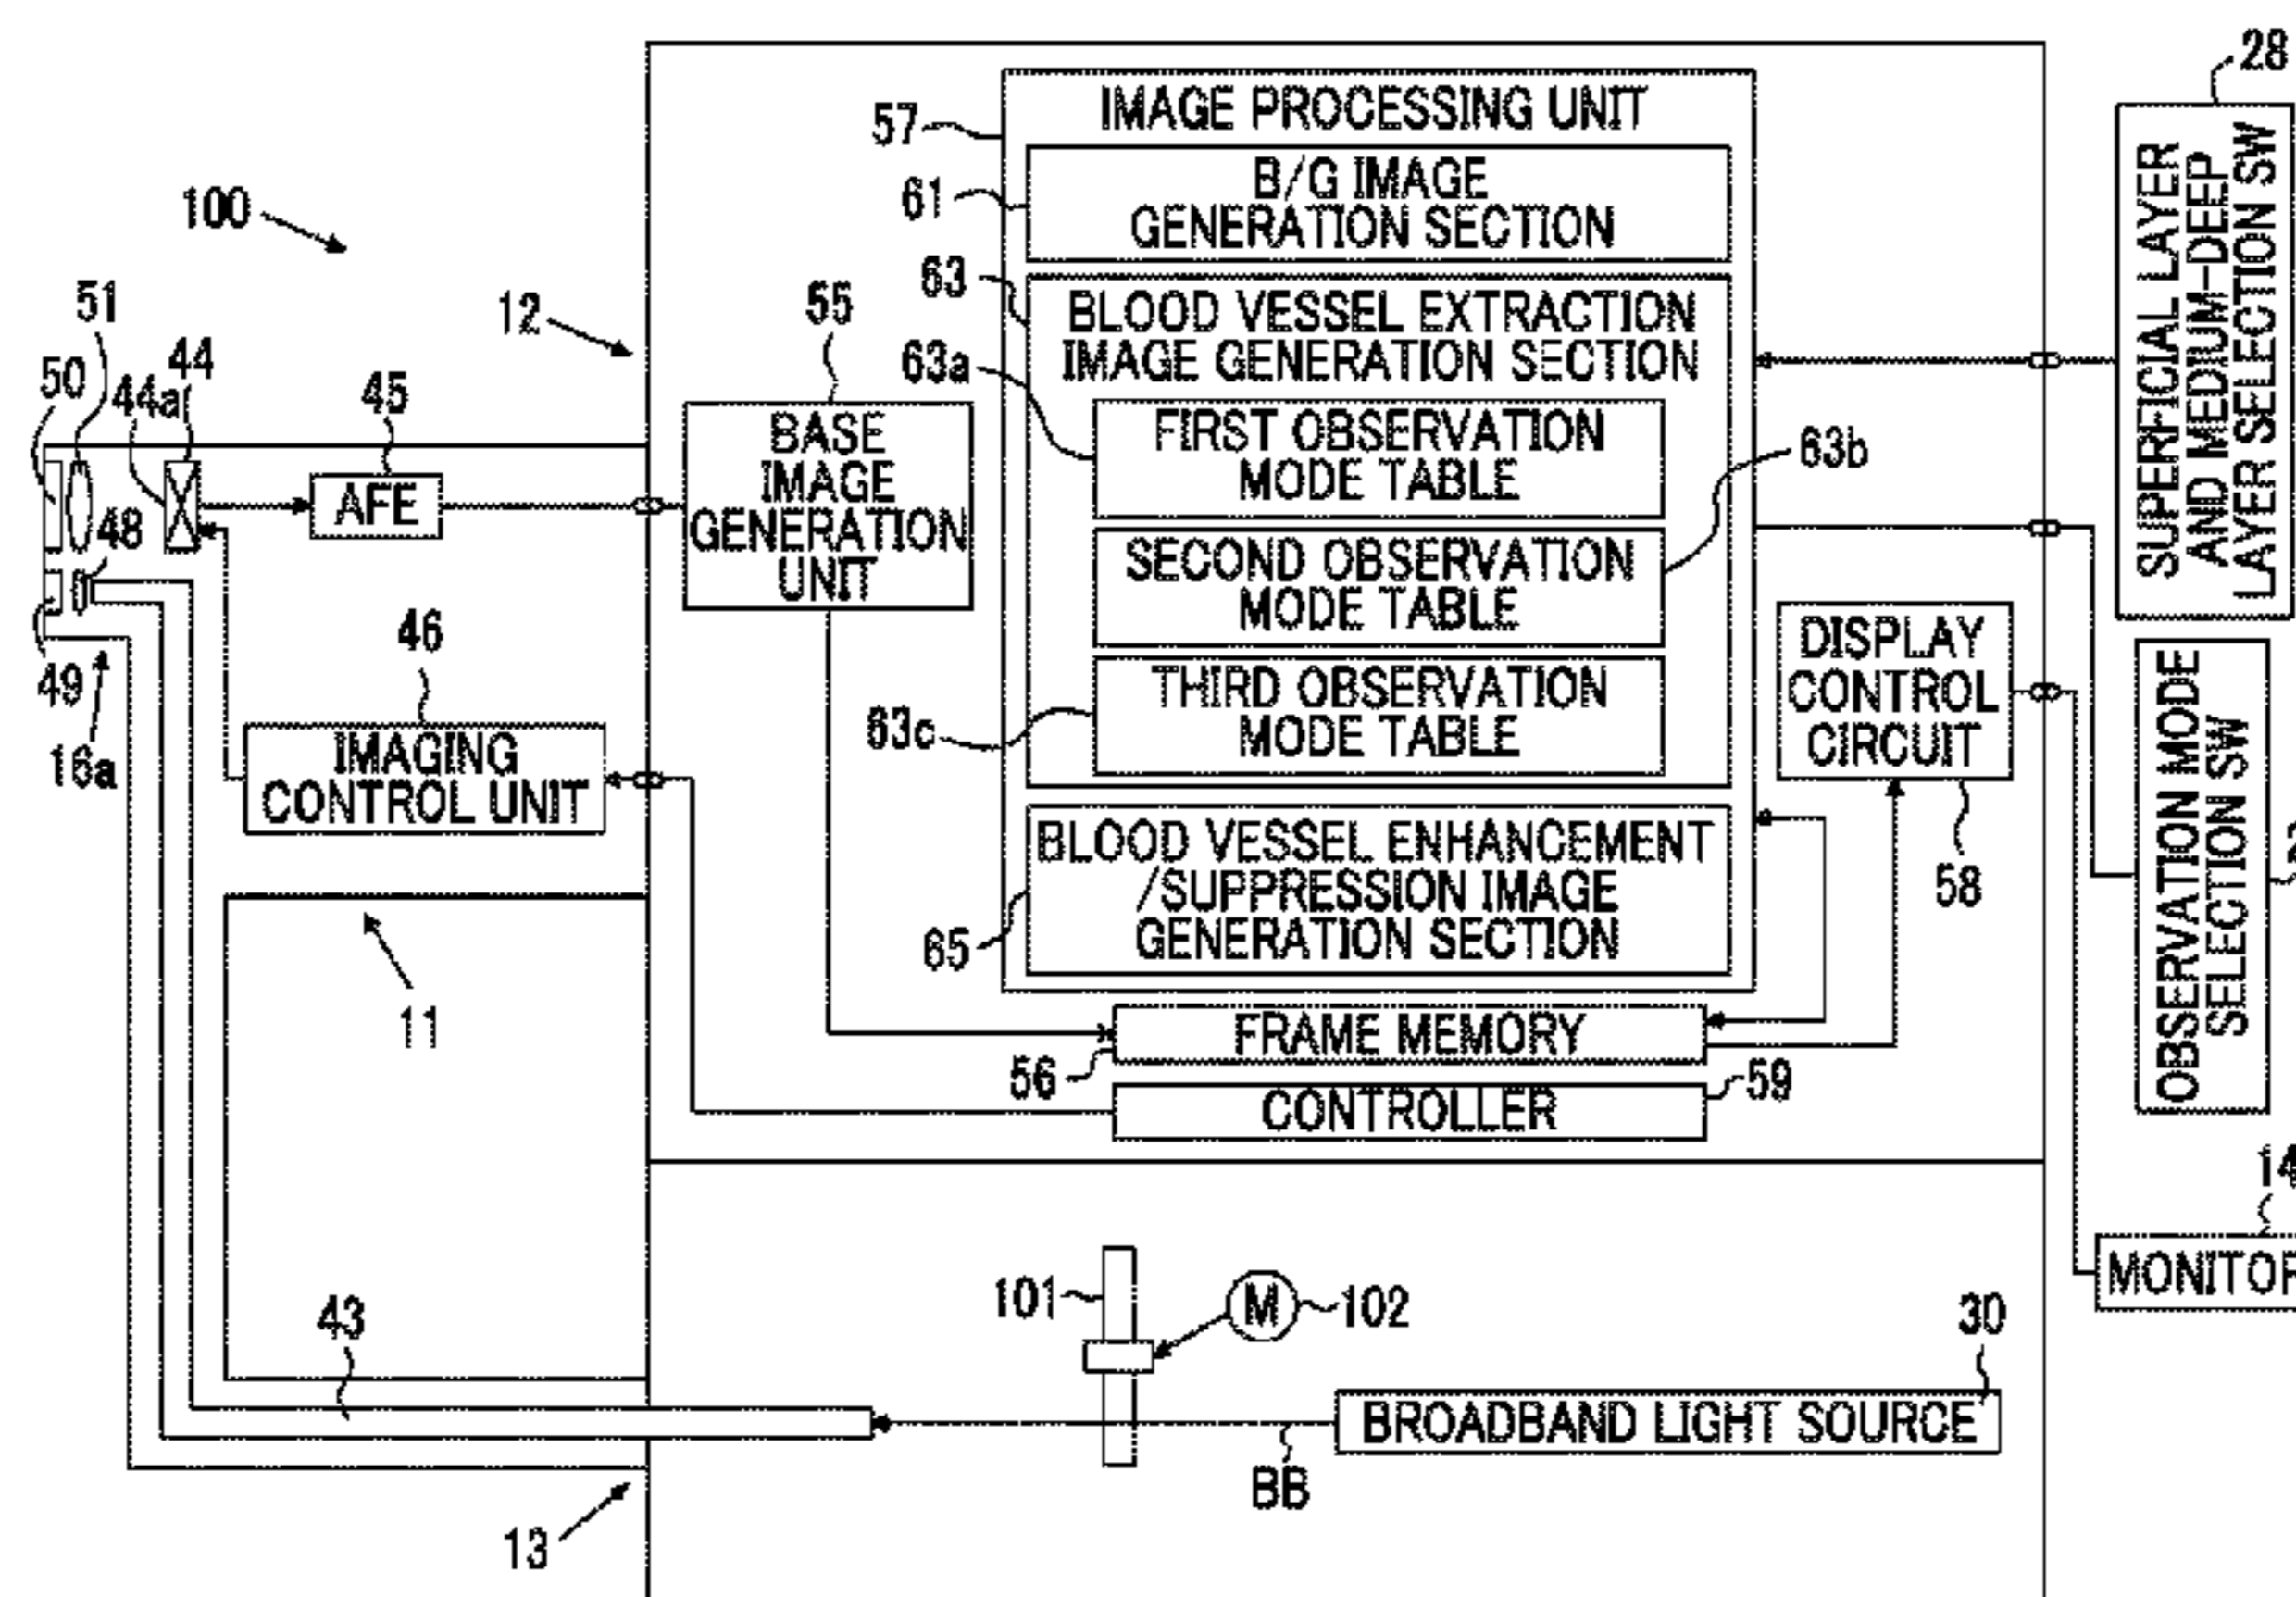 28
IMAGE PROCESSING UNIT
57
B/G IMAGE
GENERATION SECTION
61
100
SUPERFICIAL LAYER
AND MEDIUM-DEEP
LAYER SELECTION SW
63
BLOOD VESSEL EXTRACTION
IMAGE GENERATION SECTION
51
12
55
63a
50
44a
44
45
FIRST OBSERVATION
MODE TABLE
63b
BASE
IMAGE
GENERATION
UNIT
AFE
48
SECOND OBSERVATION
MODE TABLE
DISPLAY
CONTROL
CIRCUIT
49
46
THIRD OBSERVATION
MODE TABLE
63c
16a
IMAGING
CONTROL UNIT
OBSERVATION MODE
SELECTION SW
BLOOD VESSEL ENHANCEMENT
/SUPPRESSION IMAGE
GENERATION SECTION
65
58
11
FRAME MEMORY
56
59
CONTROLLER
14
MONITOR
101
M
102
43
30
BROADBAND LIGHT SOURCE
BB
13